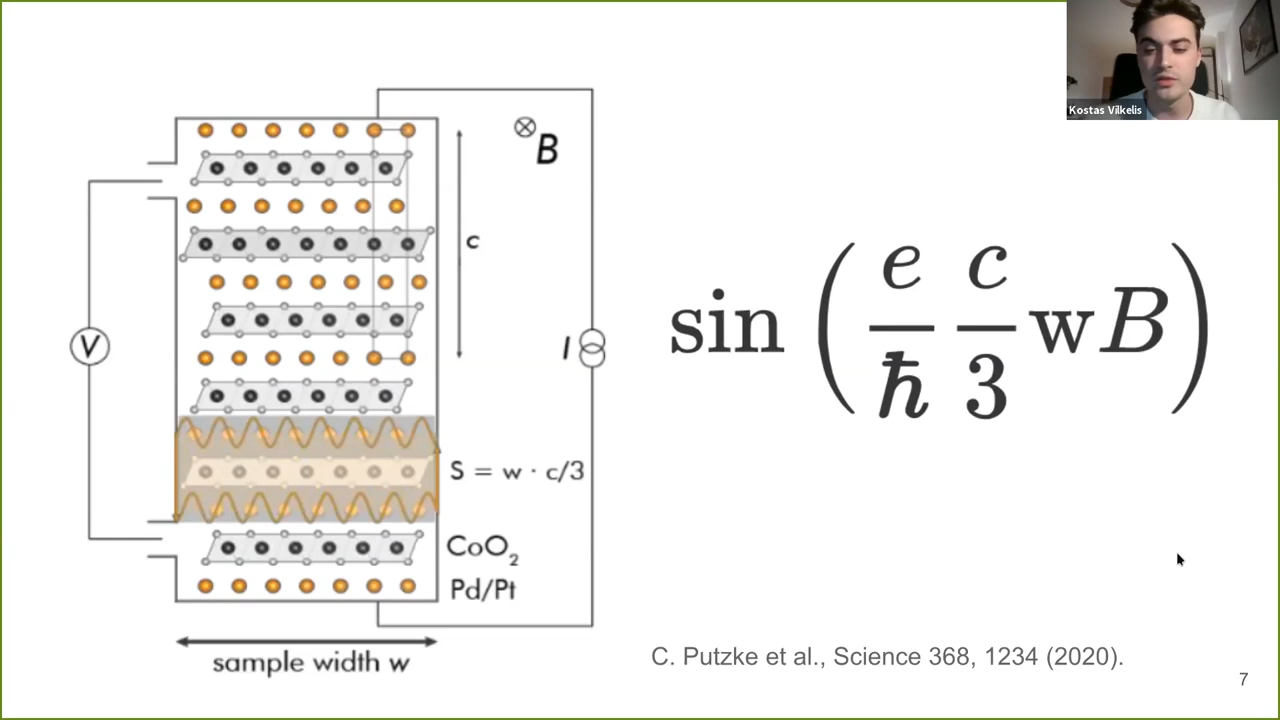 Kostas Vilkelis
B
c
V
I
sin ( e/ħ c/3 wB )
S = w · c/3
CoO₂
Pd/Pt
sample width w
C. Putzke et al., Science 368, 1234 (2020).
7